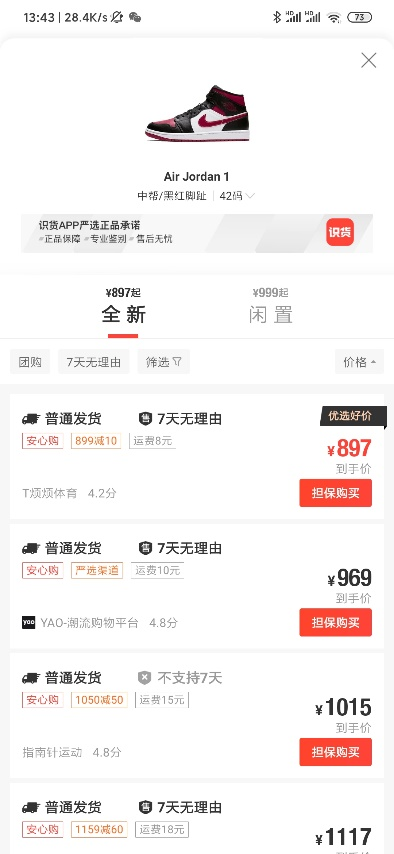 13:43 | 28.4K/s
HD HD 73
Air Jordan 1
中帮/黑红脚趾 | 42码
识货APP严选正品承诺
正品保障 专业鉴别 售后无忧
识货
¥897起 ¥999起
全新 闲置
团购 7天无理由 筛选 价格
优选好价
普通发货 7天无理由
安心购 899减10 运费8元
¥897
到手价
T烦烦体育 4.2分 担保购买
普通发货 7天无理由
安心购 严选渠道 运费10元
¥969
到手价
yao YAO-潮流购物平台 4.8分 担保购买
普通发货 不支持7天
安心购 1050减50 运费15元
¥1015
到手价
指南针运动 4.8分 担保购买
普通发货 7天无理由
安心购 1159减60 运费18元
¥1117